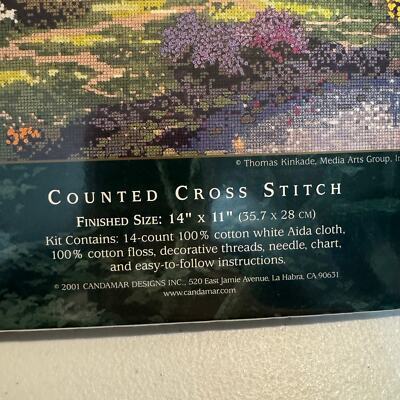 © Thomas Kinkade, Media Arts Group, In
COUNTED CROSS STITCH
FINISHED SIZE: 14" X 11" (35.7 X 28 CM)
Kit Contains: 14-count 100% cotton white Aida cloth,
100% cotton floss, decorative threads, needle, chart,
and easy-to-follow instructions.
© 2001 CANDAMAR DESIGNS INC., 520 East Jamie Avenue, La Habra, CA 90631
www.candamar.com